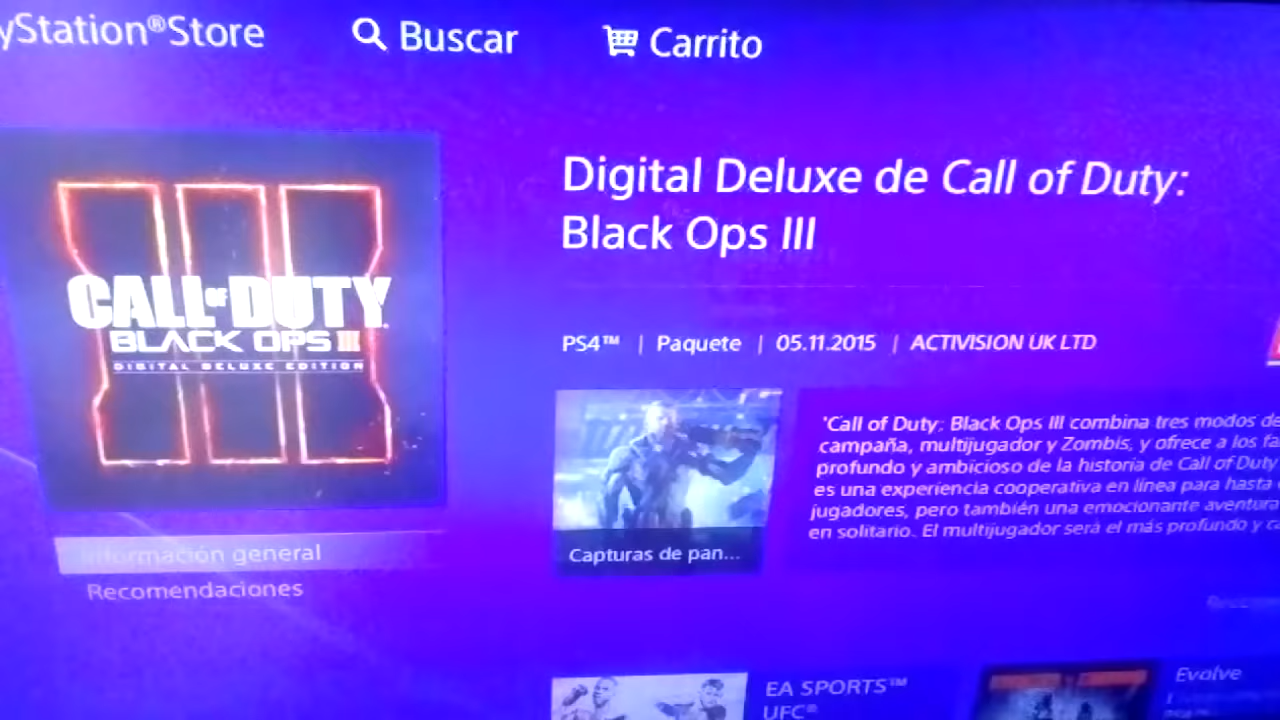 yStation®Store
Buscar
Carrito
Digital Deluxe de Call of Duty:
Black Ops III
CALL OF DUTY
BLACK OPS III
DIGITAL DELUXE EDITION
PS4™ | Paquete | 05.11.2015 | ACTIVISION UK LTD
"Call of Duty: Black Ops III combina tres modos de
campaña, multijugador y Zombis, y ofrece a los fa
profundo y ambicioso de la historia de Call of Duty
es una experiencia cooperativa en línea para hasta
jugadores, pero también una emocionante aventura
en solitario. El multijugador será el más profundo y c
Capturas de pan...
Información general
Recomendaciones
EA SPORTS™
UFC®
Evolve